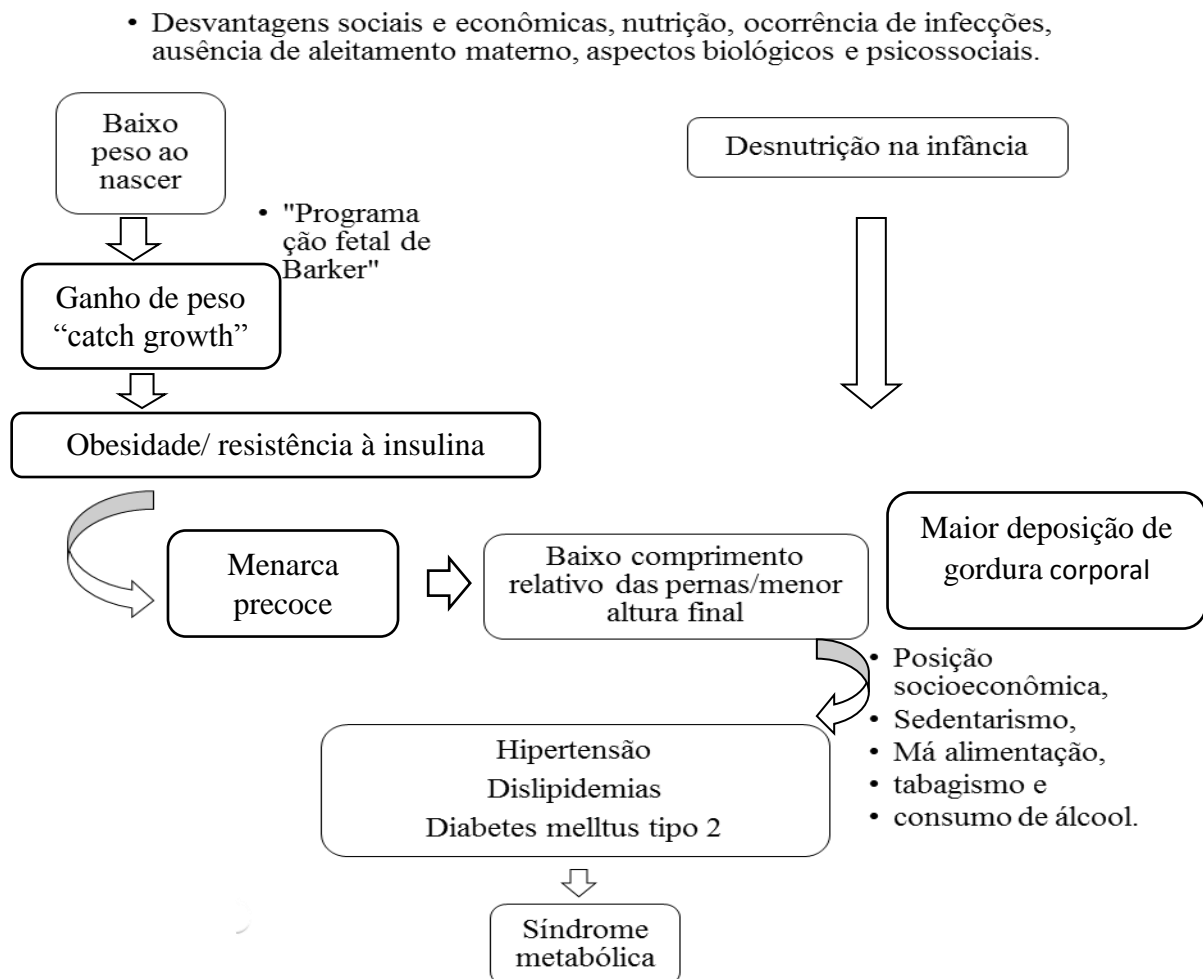 • Desvantagens sociais e econômicas, nutrição, ocorrência de infecções,
ausência de aleitamento materno, aspectos biológicos e psicossociais.
Baixo
peso ao
nascer
Desnutrição na infância
• "Programa
ção fetal de
Barker"
Ganho de peso
“catch growth”
Obesidade/ resistência à insulina
Menarca
precoce
Baixo comprimento
relativo das pernas/menor
altura final
Maior deposição de
gordura corporal
• Posição
socioeconômica,
• Sedentarismo,
• Má alimentação,
• tabagismo e
• consumo de álcool.
Hipertensão
Dislipidemias
Diabetes melltus tipo 2
Síndrome
metabólica